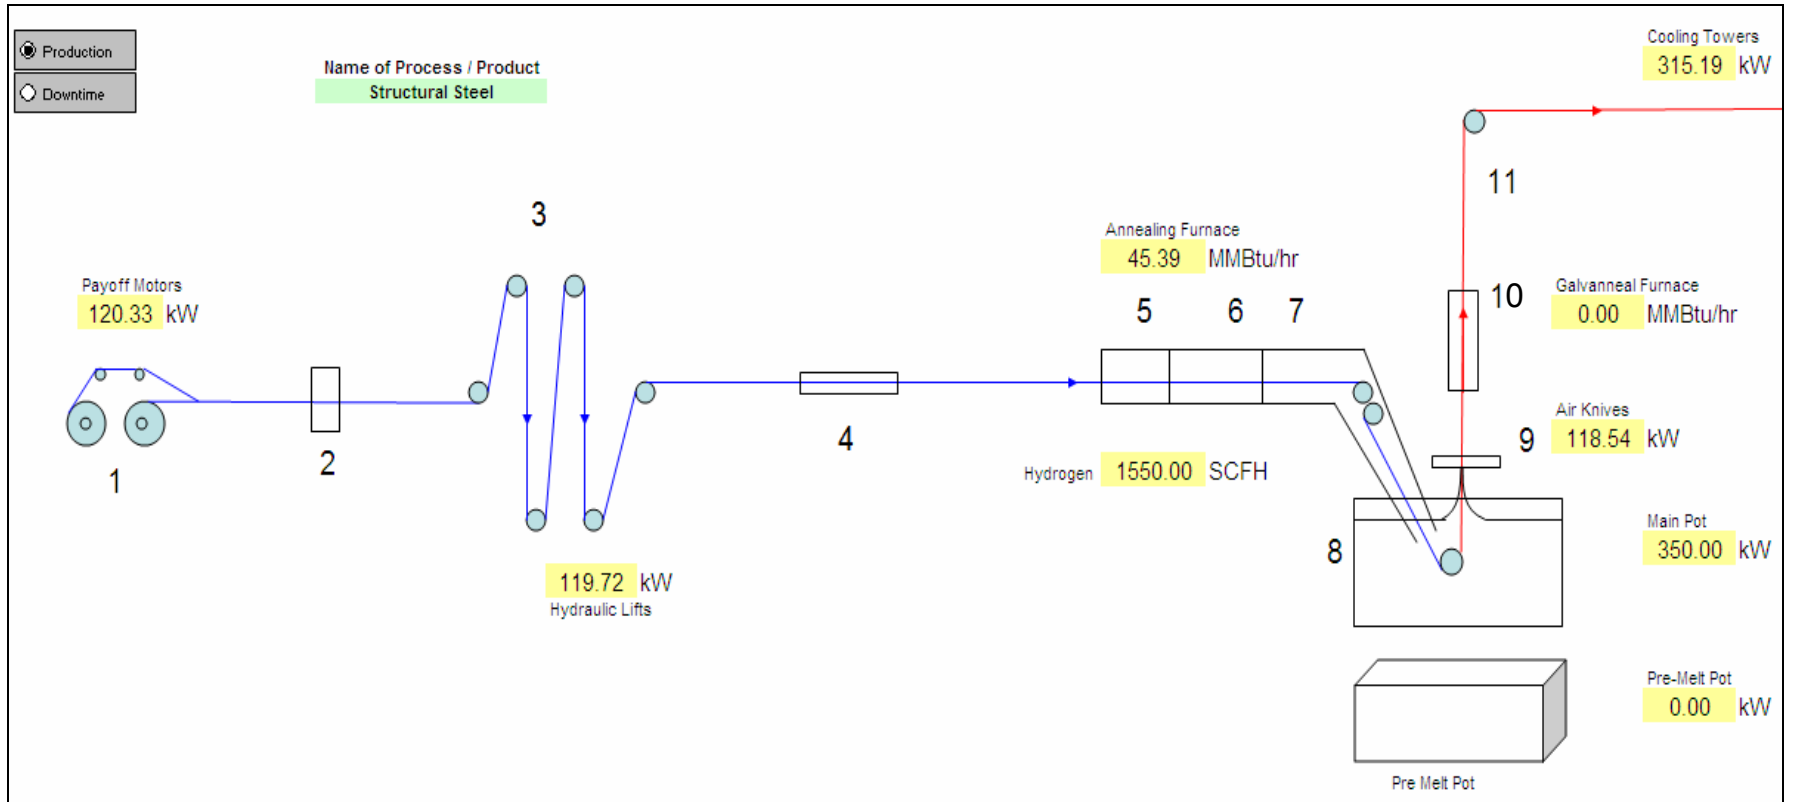 Production
Downtime
Name of Process / Product
Structural Steel
Cooling Towers
315.19 kW
11
3
Annealing Furnace
45.39 MMBtu/hr
Payoff Motors
120.33 kW
5 6 7
10
Galvanneal Furnace
0.00 MMBtu/hr
1
2
4
Hydrogen 1550.00 SCFH
9
Air Knives
118.54 kW
8
Main Pot
350.00 kW
119.72 kW
Hydraulic Lifts
Pre-Melt Pot
0.00 kW
Pre Melt Pot